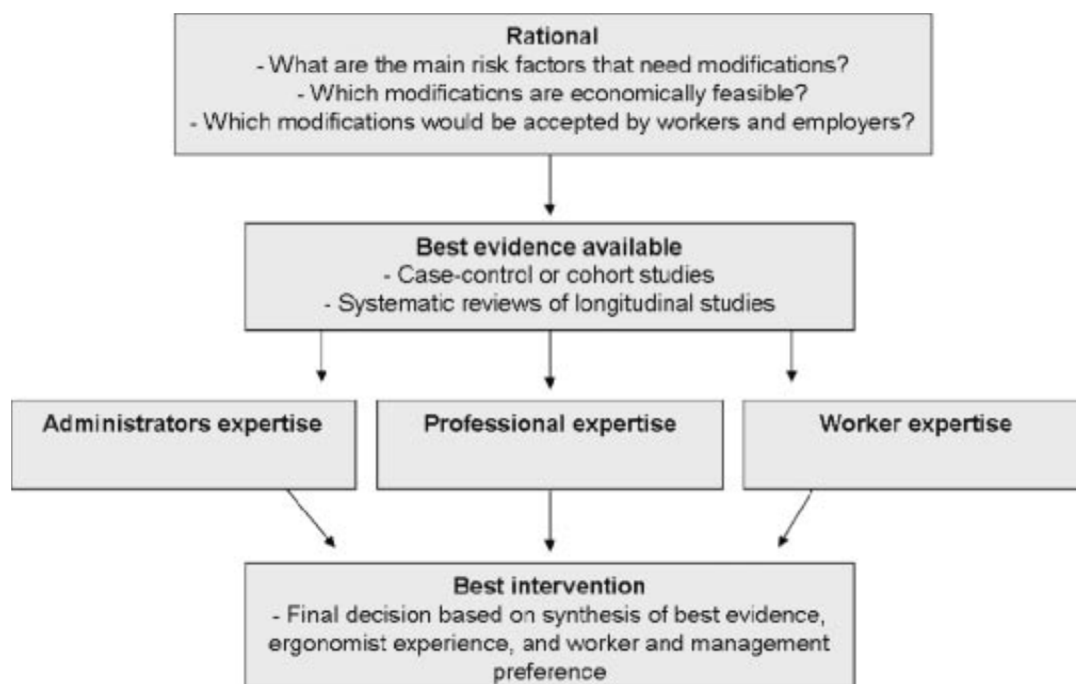 Rational
- What are the main risk factors that need modifications?
- Which modifications are economically feasible?
- Which modifications would be accepted by workers and employers?
Best evidence available
- Case-control or cohort studies
- Systematic reviews of longitudinal studies
Administrators expertise
Professional expertise
Worker expertise
Best intervention
- Final decision based on synthesis of best evidence,
ergonomist experience, and worker and management
preference